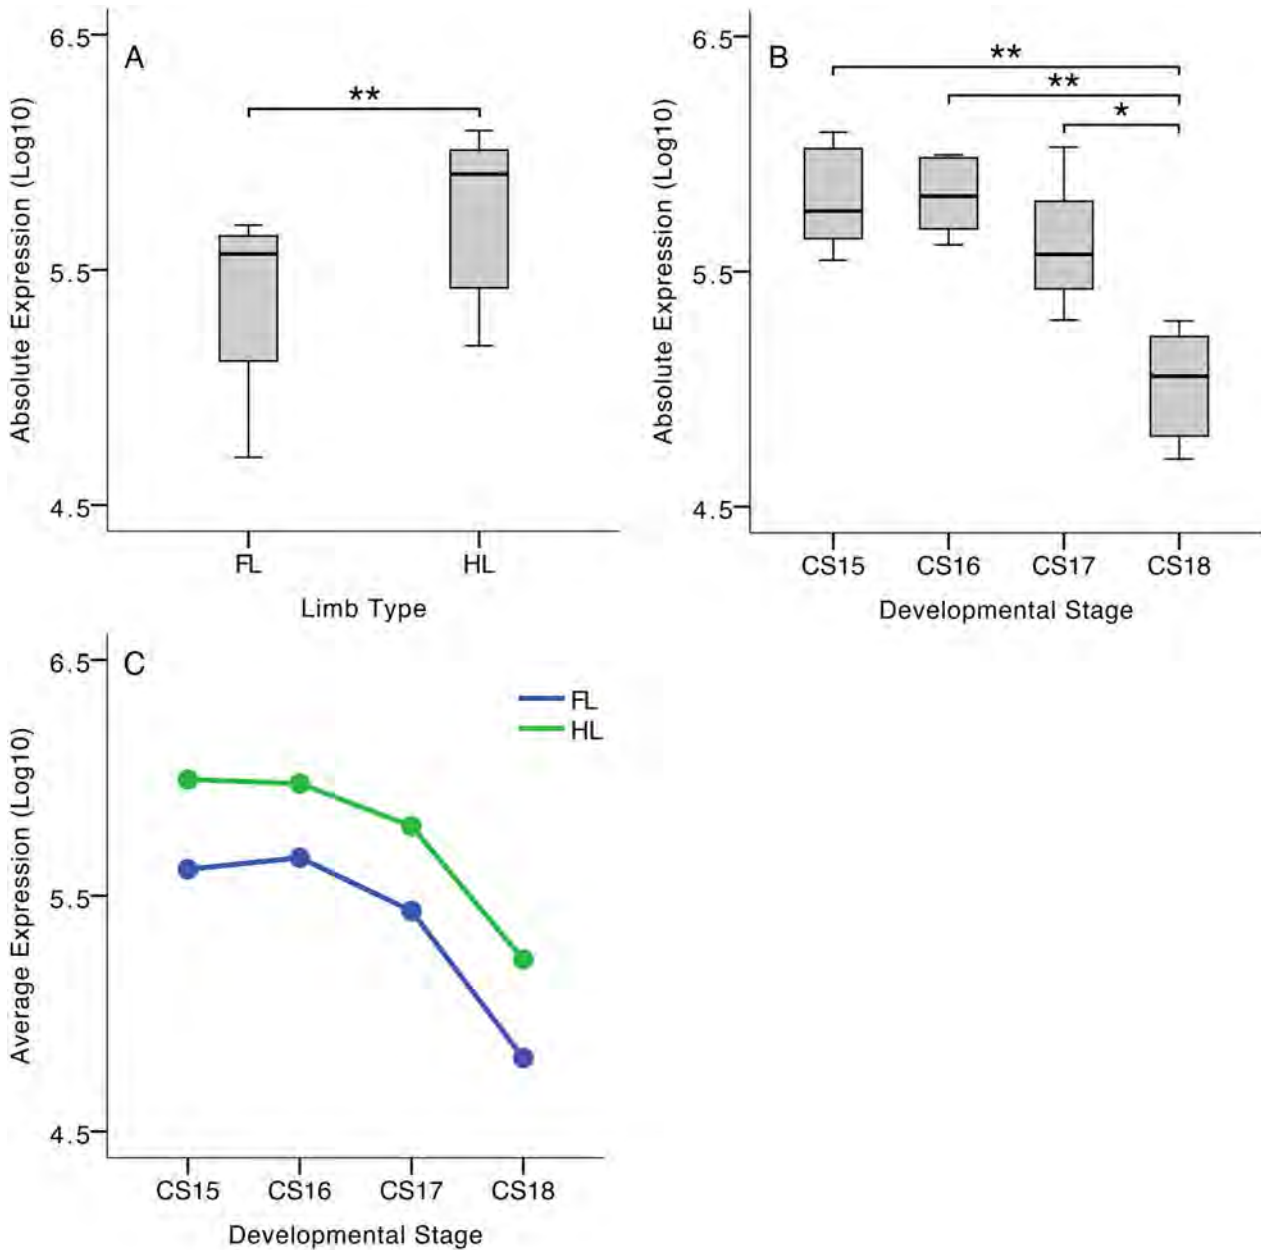 A
6.5
5.5
4.5
Absolute Expression (Log10)
**
FL
HL
Limb Type
B
6.5
5.5
4.5
Absolute Expression (Log10)
**
**
*
CS15
CS16
CS17
CS18
Developmental Stage
C
6.5
5.5
4.5
Average Expression (Log10)
FL
HL
CS15
CS16
CS17
CS18
Developmental Stage